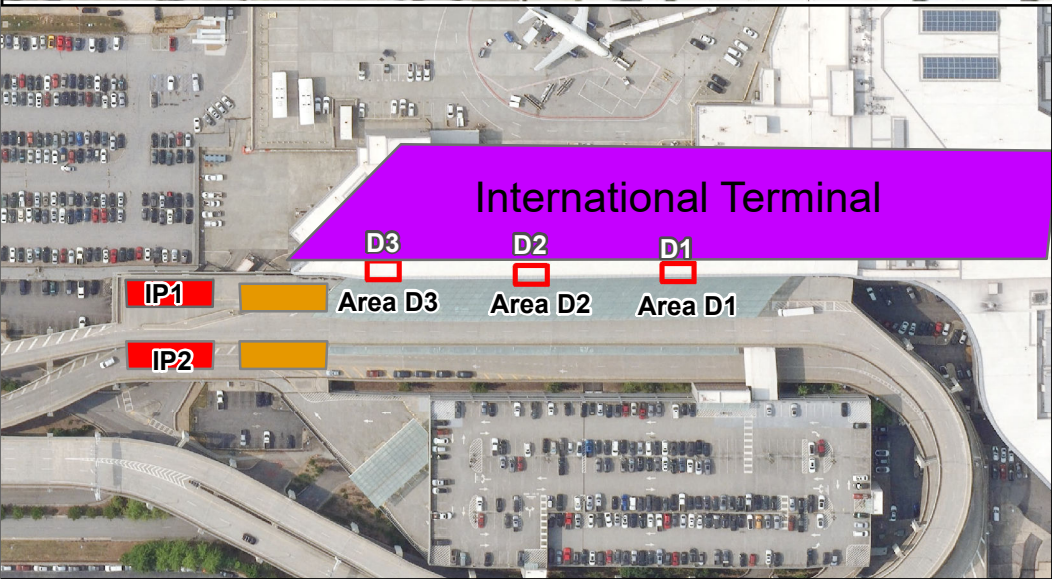 International Terminal
D3
D2
D1
Area D3
Area D2
Area D1
IP1
IP2